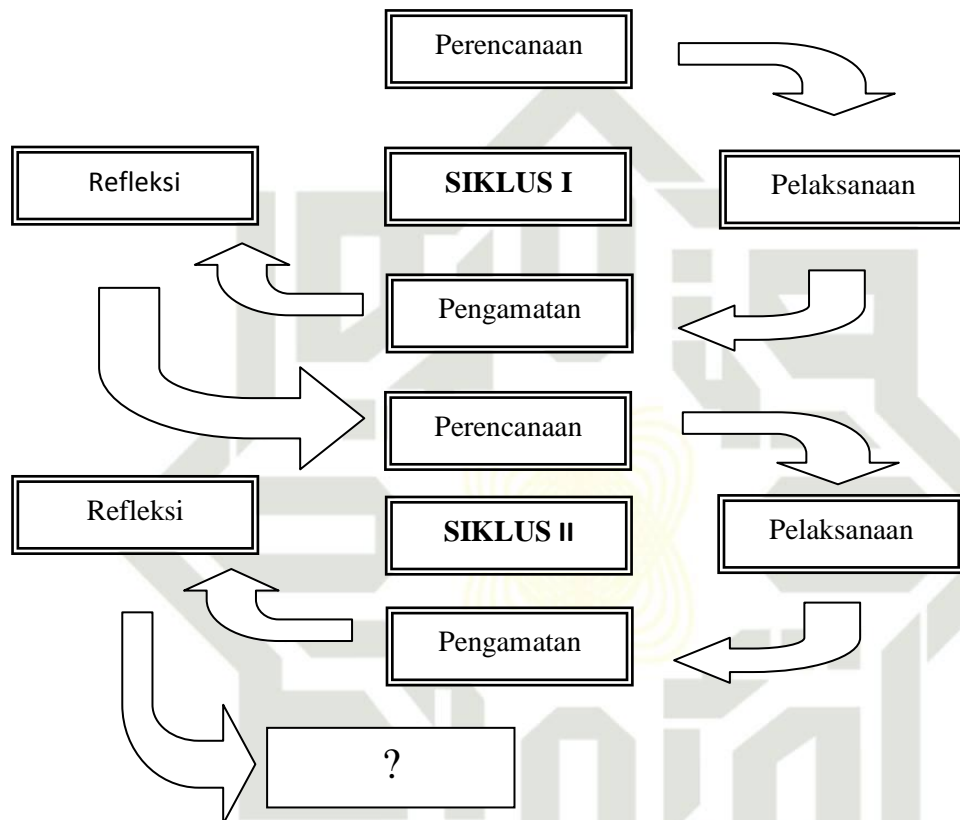 Perencanaan
Refleksi
SIKLUS I
Pelaksanaan
Pengamatan
Perencanaan
Refleksi
SIKLUS II
Pelaksanaan
Pengamatan
?